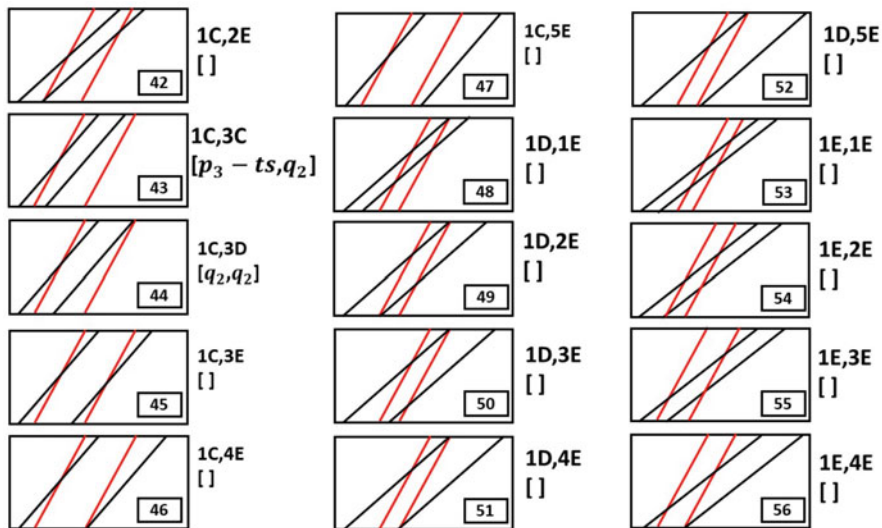 1C,2E
[ ]
42
1C,3C
[p₃ − ts,q₂]
43
1C,3D
[q₂,q₂]
44
1C,3E
[ ]
45
1C,4E
[ ]
46
1C,5E
[ ]
47
1D,1E
[ ]
48
1D,2E
[ ]
49
1D,3E
[ ]
50
1D,4E
[ ]
51
1D,5E
[ ]
52
1E,1E
[ ]
53
1E,2E
[ ]
54
1E,3E
[ ]
55
1E,4E
[ ]
56